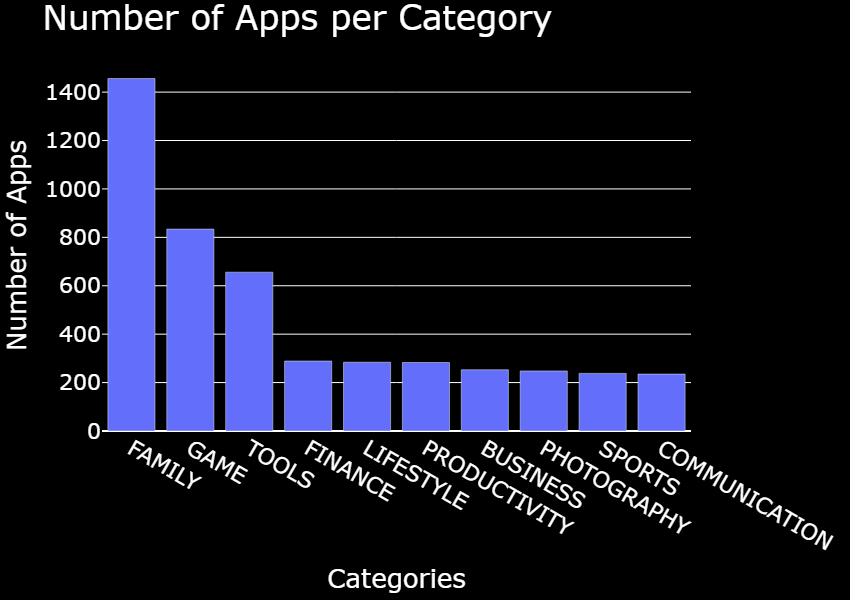 Number of Apps per Category
Number of Apps
1400
1200
1000
800
600
400
200
0
FAMILY
GAME
TOOLS
FINANCE
LIFESTYLE
PRODUCTIVITY
BUSINESS
PHOTOGRAPHY
SPORTS
COMMUNICATION
Categories